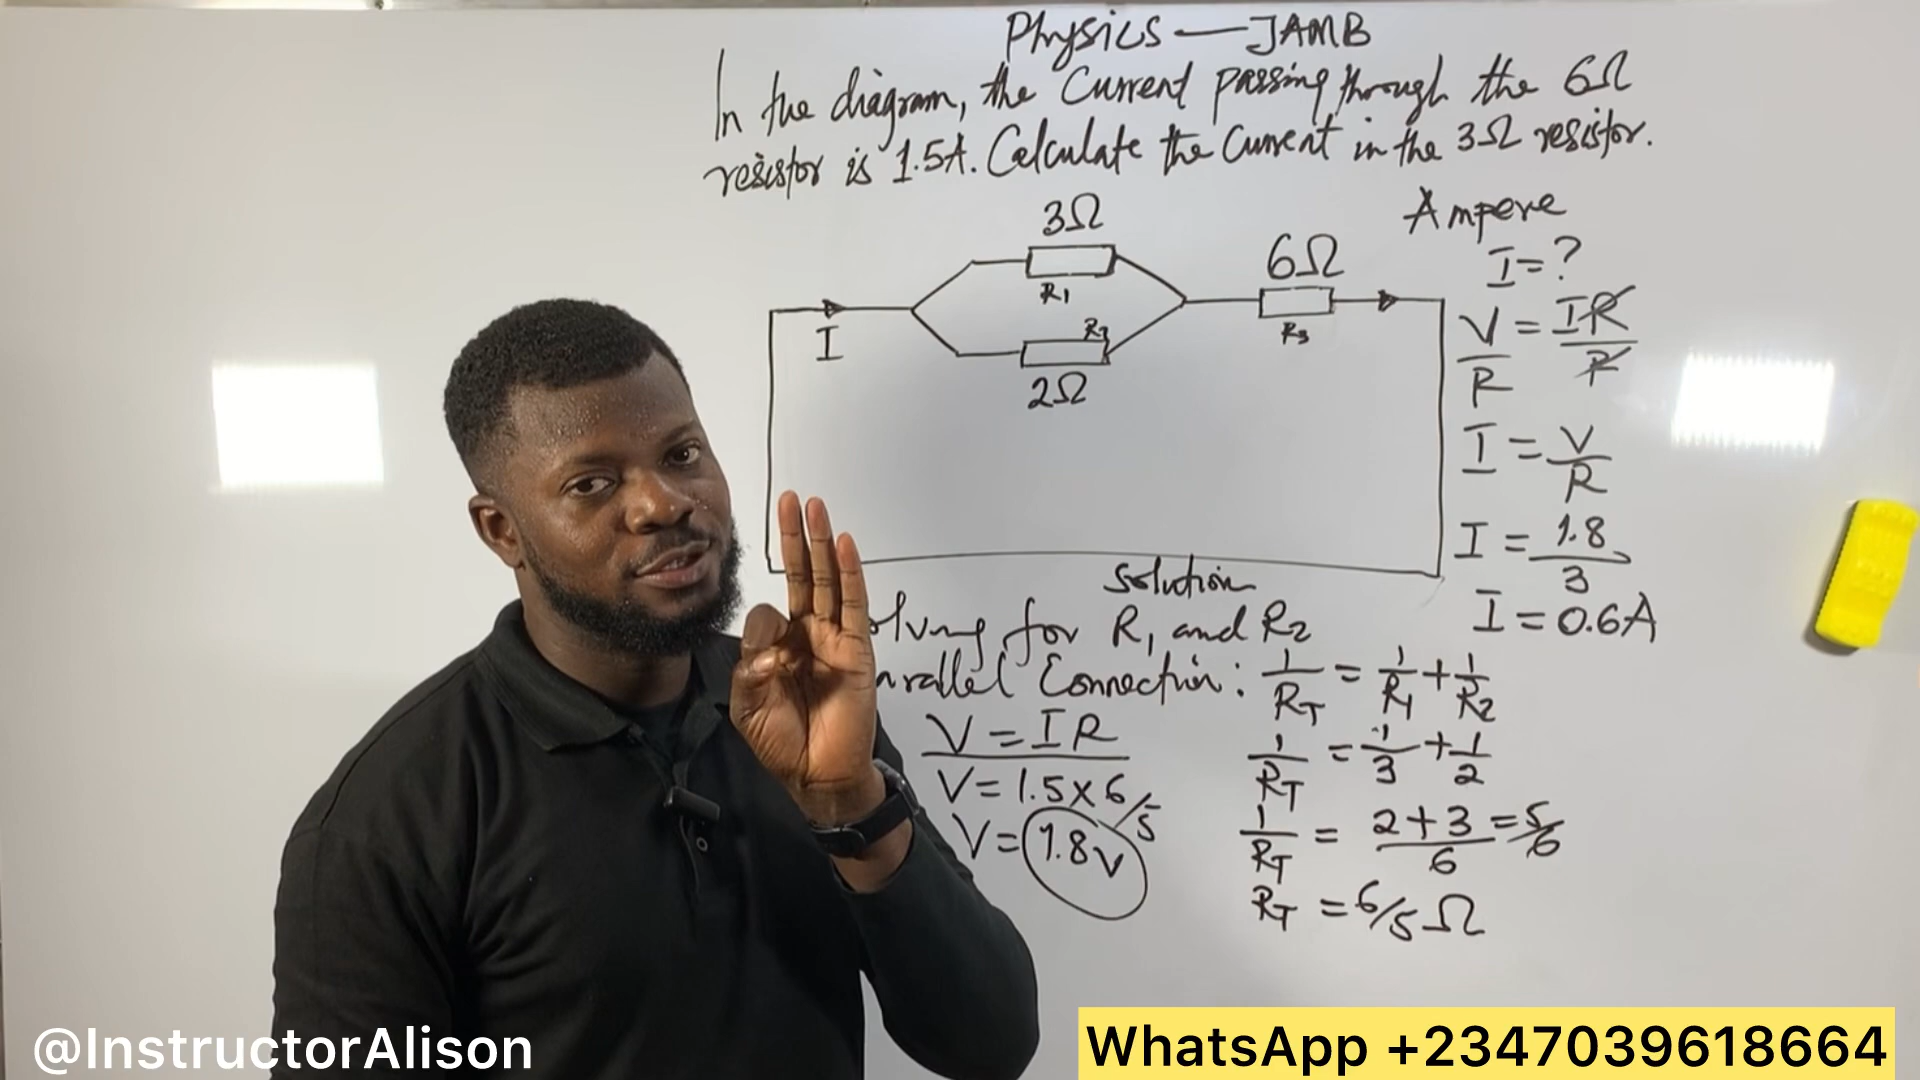 Physics — JAMB
In the diagram, the Current passing through the 6Ω
resistor is 1.5A. Calculate the Current in the 3Ω resistor.
3Ω
R1
R2
2Ω
I
6Ω
R3
Ampere
I = ?
V/R = IR/R
I = V/R
I = 1.8/3
I = 0.6A
Solution
olving for R1 and R2
arallel Connection: 1/RT = 1/R1 + 1/R2
V = IR
V = 1.5 x 6/5
V = 1.8v
1/RT = 1/3 + 1/2
1/RT = 2+3/6 = 5/6
RT = 6/5 Ω
@InstructorAlison
WhatsApp +2347039618664